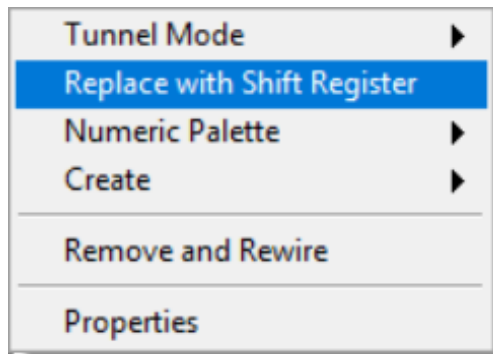 Tunnel Mode
Replace with Shift Register
Numeric Palette
Create
Remove and Rewire
Properties